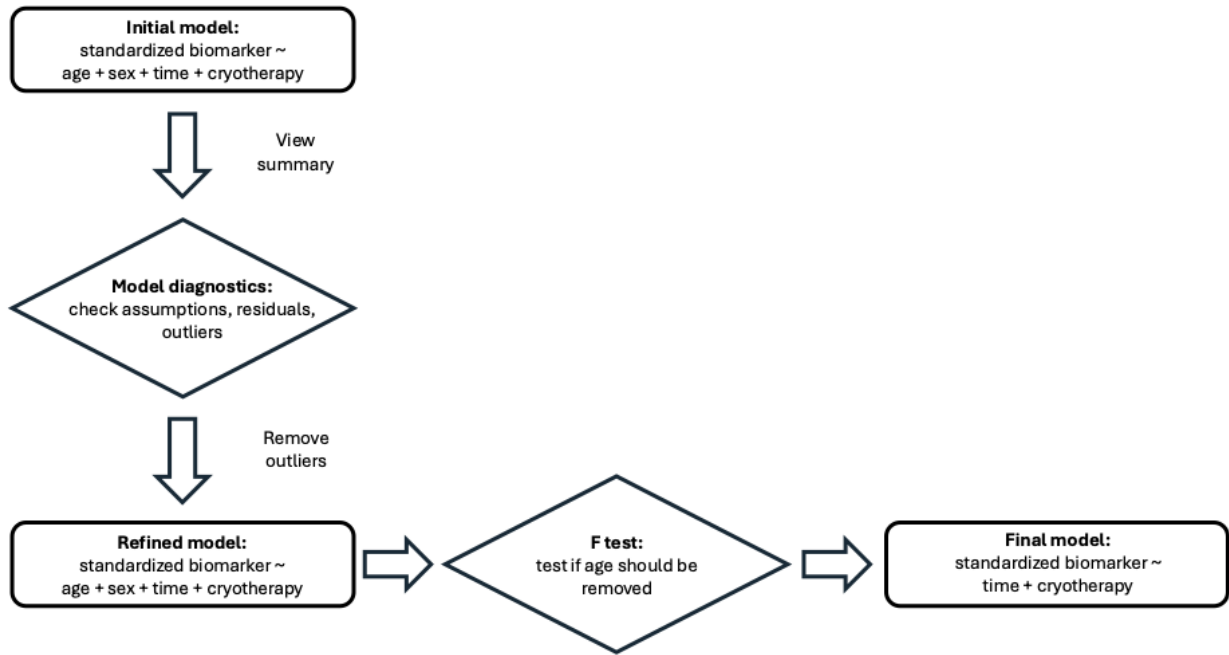 Initial model:
standardized biomarker ~
age + sex + time + cryotherapy
View
summary
Model diagnostics:
check assumptions, residuals,
outliers
Remove
outliers
Refined model:
standardized biomarker ~
age + sex + time + cryotherapy
F test:
test if age should be
removed
Final model:
standardized biomarker ~
time + cryotherapy